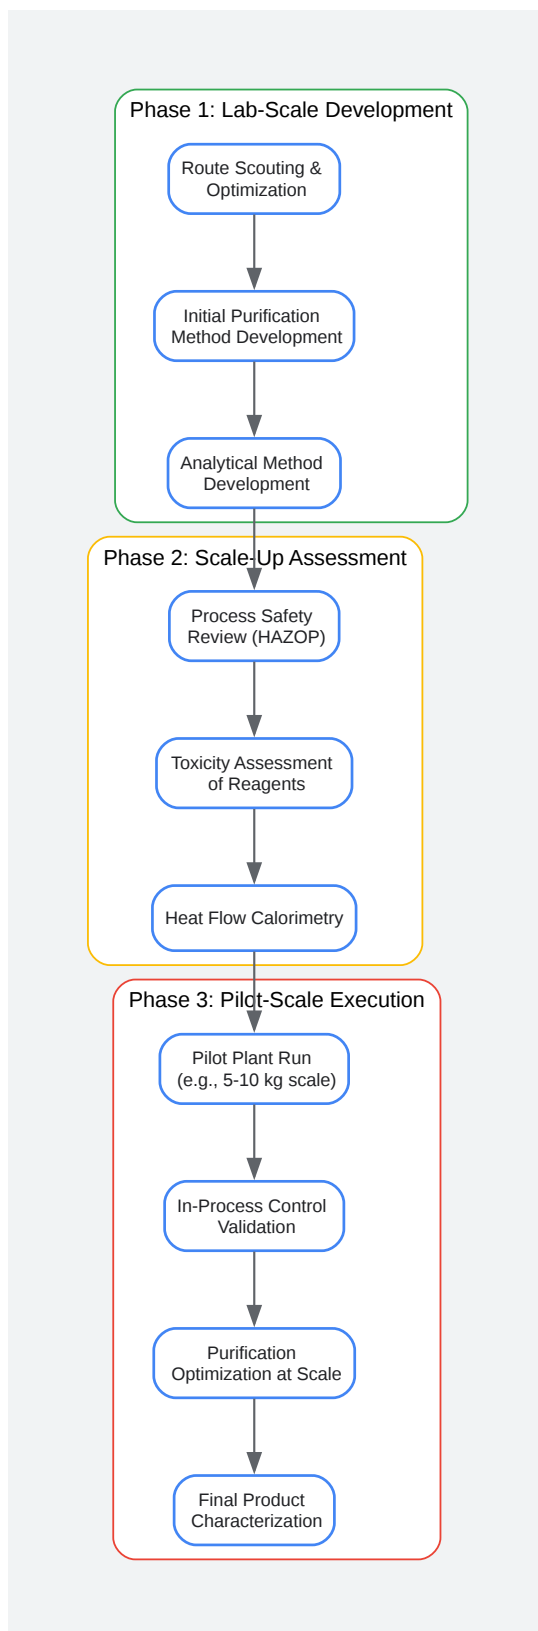 Phase 1: Lab-Scale Development
Route Scouting &
Optimization
Initial Purification
Method Development
Analytical Method
Development
Phase 2: Scale-Up Assessment
Process Safety
Review (HAZOP)
Toxicity Assessment
of Reagents
Heat Flow Calorimetry
Phase 3: Pilot-Scale Execution
Pilot Plant Run
(e.g., 5-10 kg scale)
In-Process Control
Validation
Purification
Optimization at Scale
Final Product
Characterization